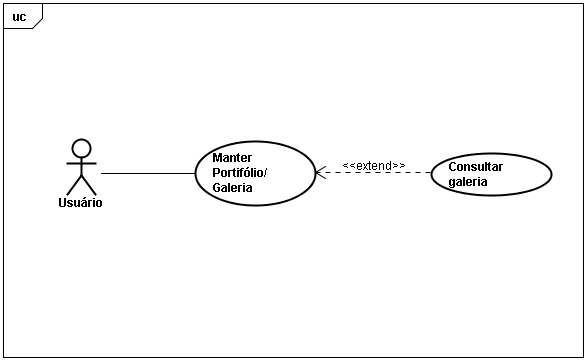 uc
Manter
Portifólio/
Galeria
<<extend>>
Consultar
galeria
Usuário